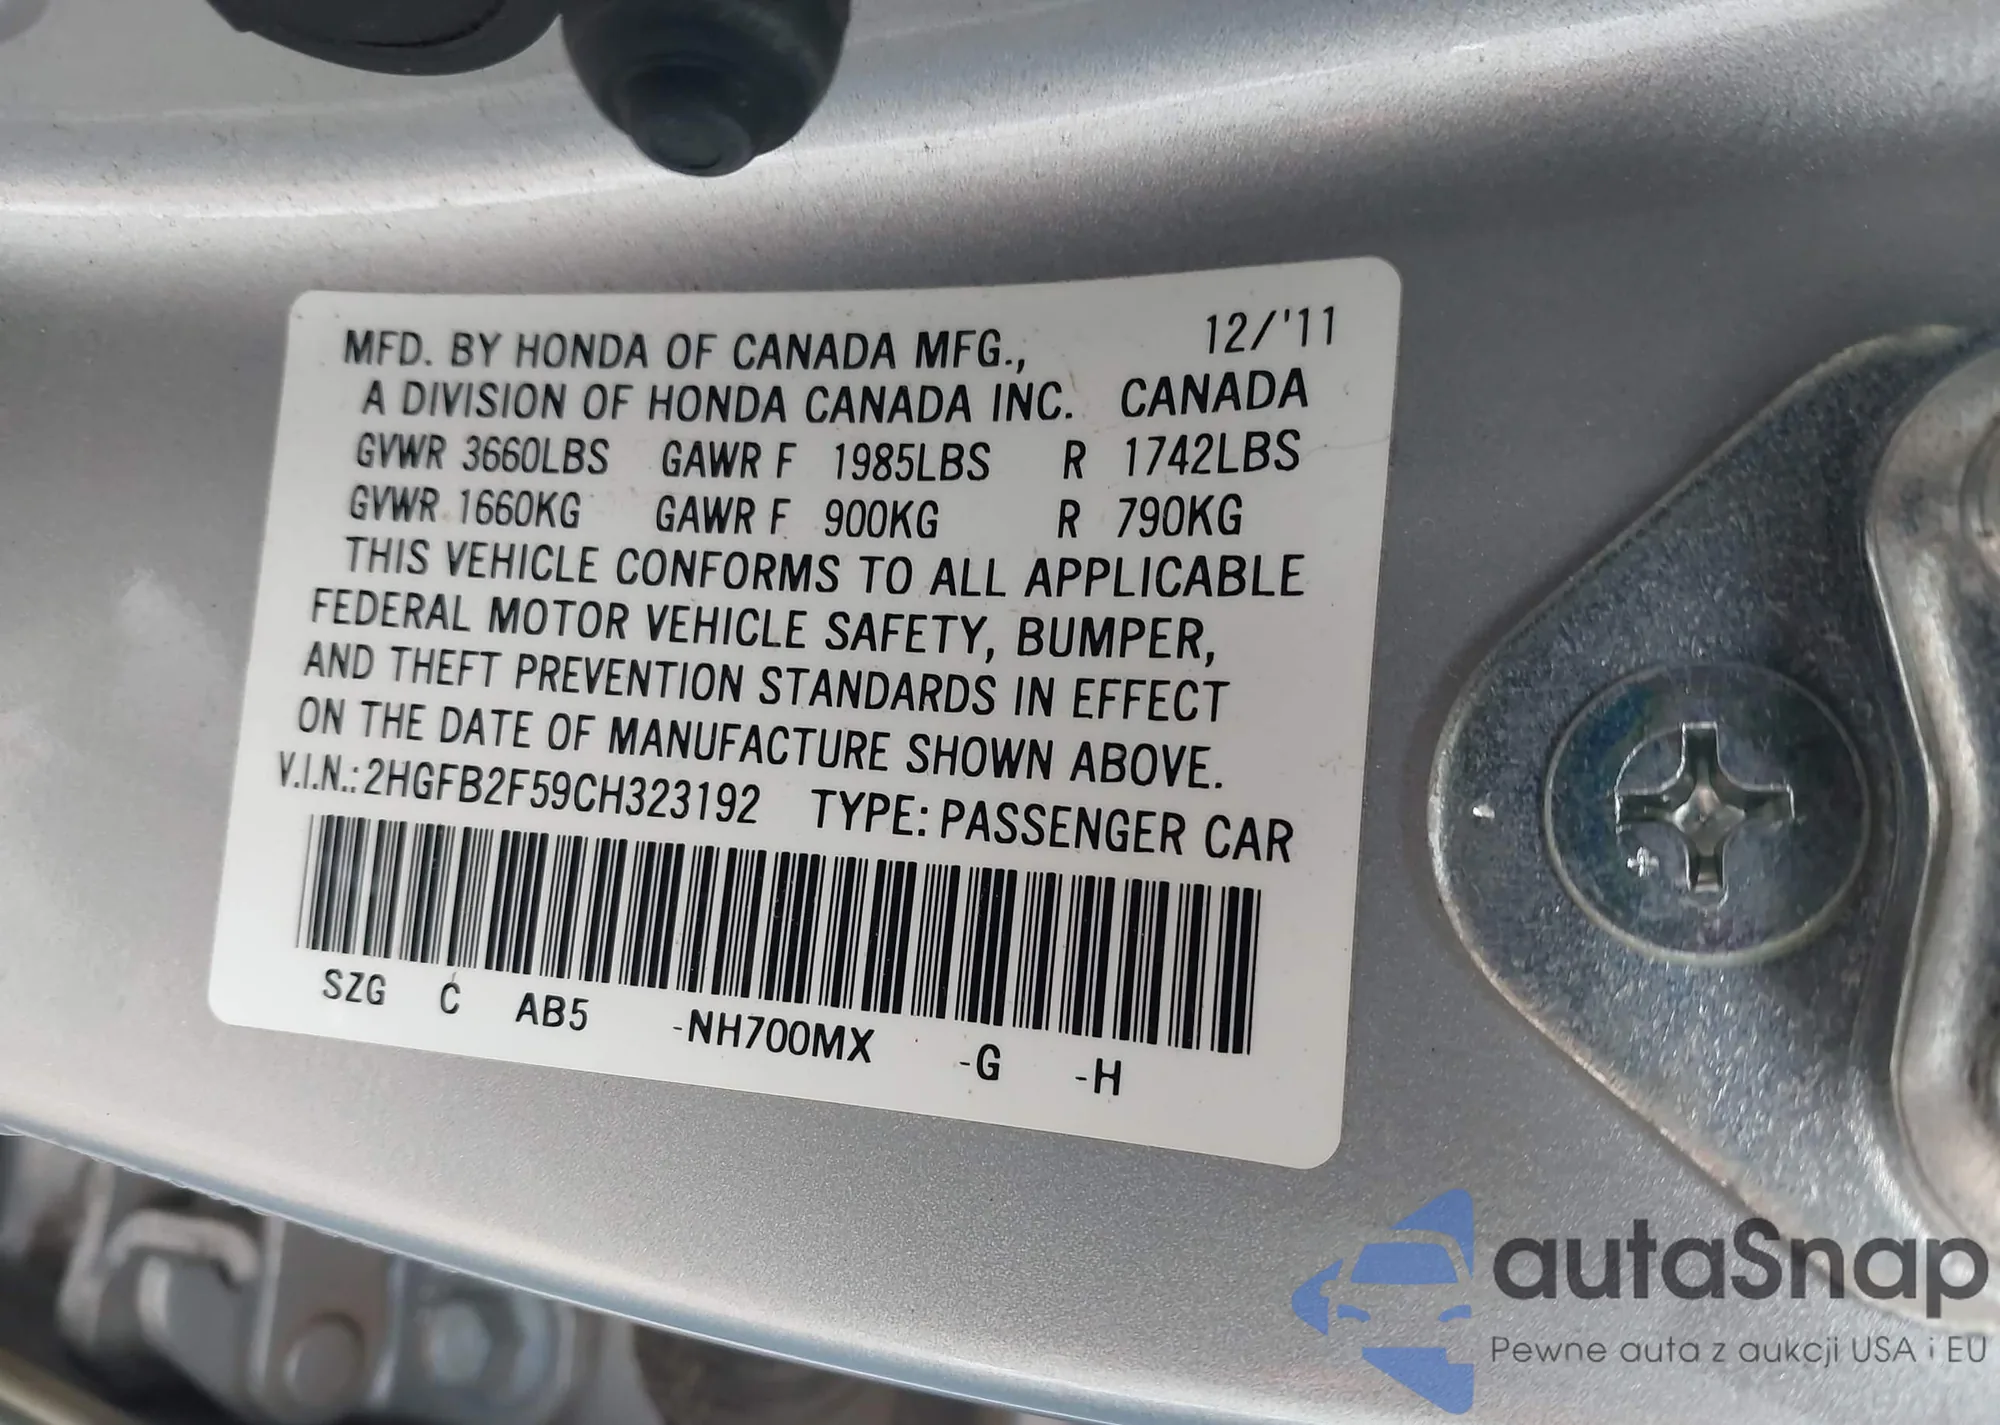 MFD. BY HONDA OF CANADA MFG., 12/'11
A DIVISION OF HONDA CANADA INC. CANADA
GVWR 3660LBS GAWR F 1985LBS R 1742LBS
GVWR 1660KG GAWR F 900KG R 790KG
THIS VEHICLE CONFORMS TO ALL APPLICABLE
FEDERAL MOTOR VEHICLE SAFETY, BUMPER,
AND THEFT PREVENTION STANDARDS IN EFFECT
ON THE DATE OF MANUFACTURE SHOWN ABOVE.
V.I.N.: 2HGFB2F59CH323192 TYPE: PASSENGER CAR
SZG C AB5 -NH700MX -G -H
autaSnap
Pewne auta z aukcji USA i EU